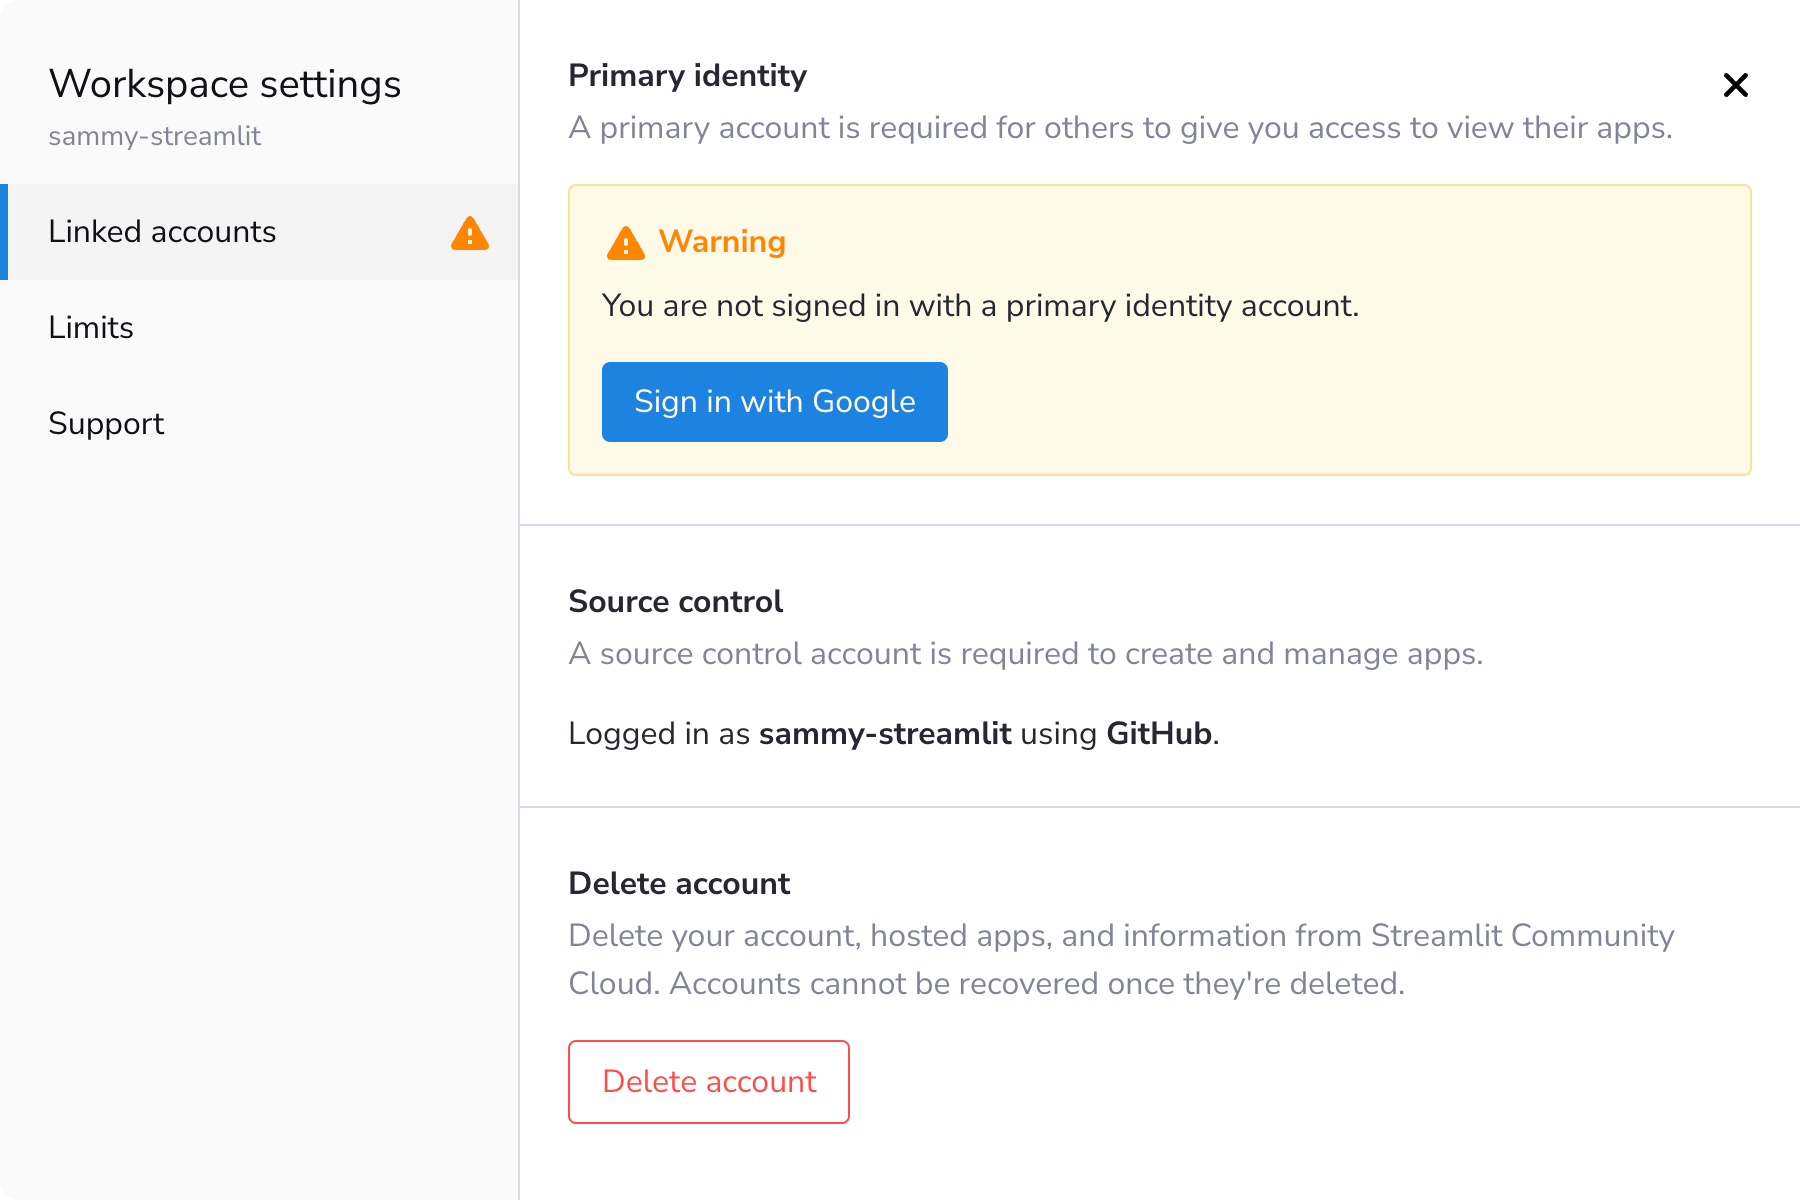 Workspace settings
sammy-streamlit
Linked accounts
Limits
Support
Primary identity
A primary account is required for others to give you access to view their apps.
Warning
You are not signed in with a primary identity account.
Sign in with Google
Source control
A source control account is required to create and manage apps.
Logged in as sammy-streamlit using GitHub.
Delete account
Delete your account, hosted apps, and information from Streamlit Community
Cloud. Accounts cannot be recovered once they're deleted.
Delete account